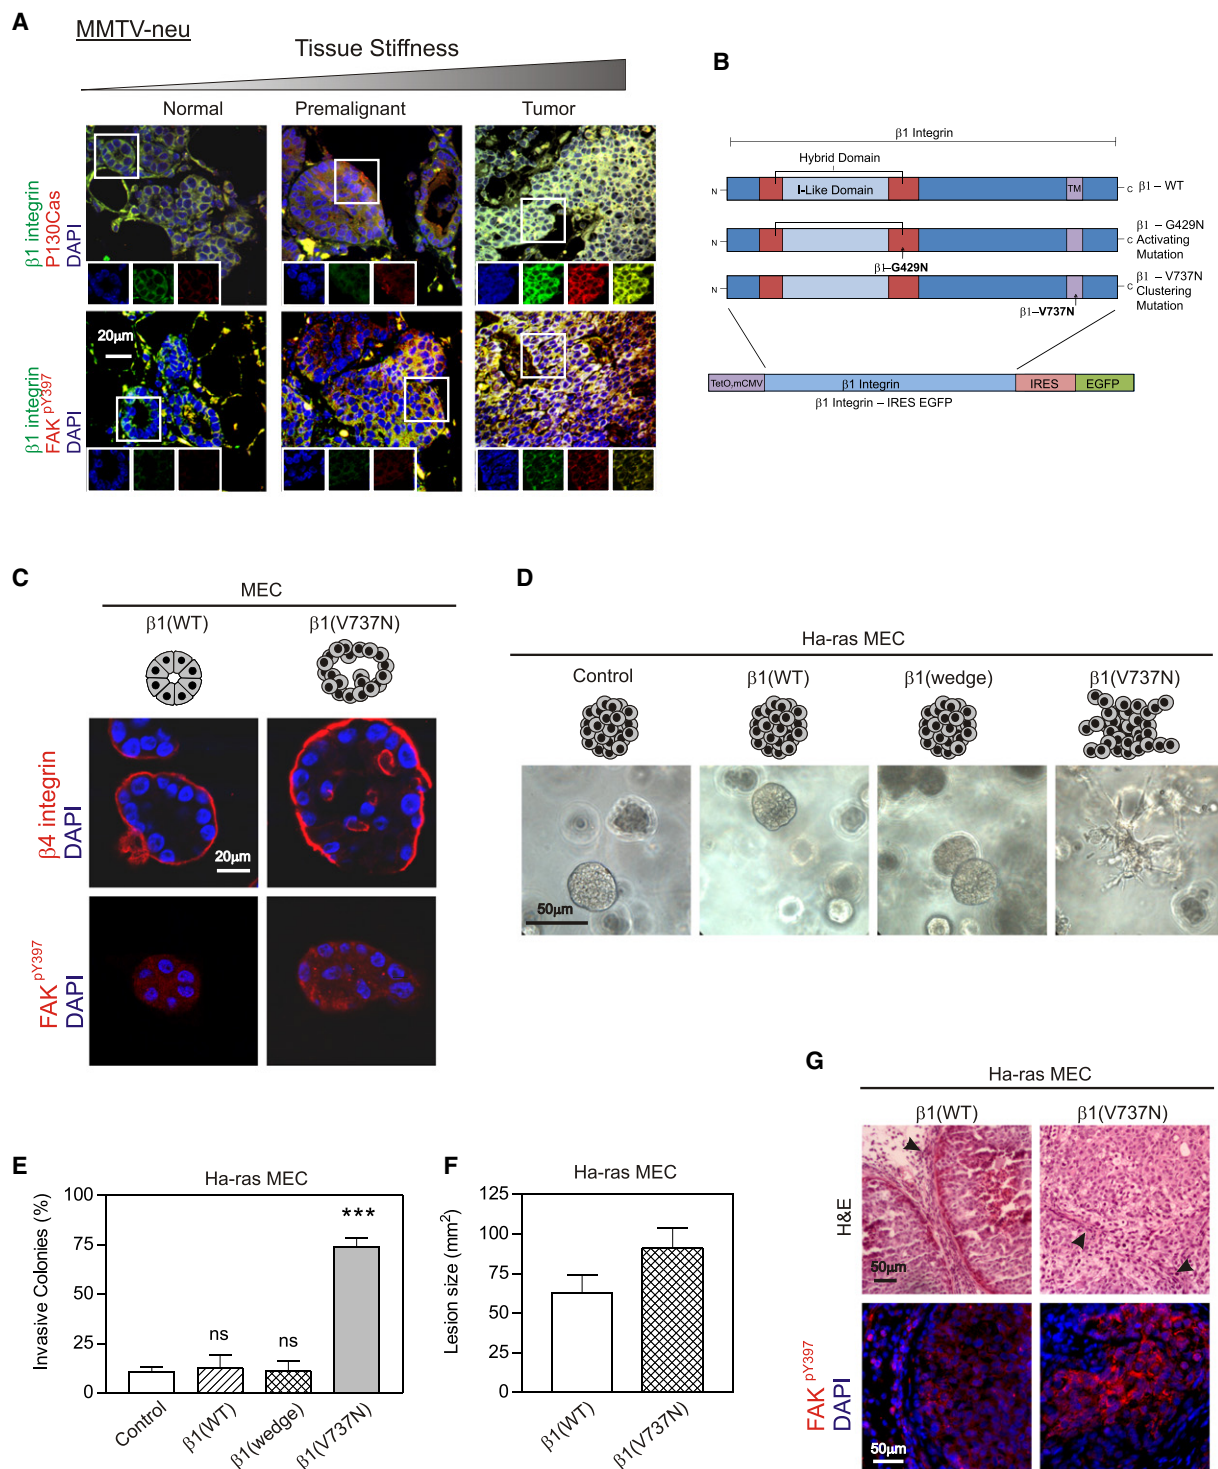 A
MMTV-neu
Tissue Stiffness
Normal
Premalignant
Tumor
β1 integrin
P130Cas
DAPI
β1 integrin
FAK pY397
DAPI
20μm
B
β1 Integrin
Hybrid Domain
N
I-Like Domain
TM
C
β1 – WT
N
C
β1 – G429N
Activating
Mutation
β1–G429N
N
C
β1 – V737N
Clustering
Mutation
β1–V737N
TetO7mCMV
β1 Integrin
IRES
EGFP
β1 Integrin – IRES EGFP
C
MEC
β1(WT)
β1(V737N)
β4 integrin
DAPI
20μm
FAK pY397
DAPI
D
Ha-ras MEC
Control
β1(WT)
β1(wedge)
β1(V737N)
50μm
E
Ha-ras MEC
Invasive Colonies (%)
100
75
50
25
0
ns
ns
***
Control
β1(WT)
β1(wedge)
β1(V737N)
F
Ha-ras MEC
Lesion size (mm2)
125
100
75
50
25
0
β1(WT)
β1(V737N)
G
Ha-ras MEC
β1(WT)
β1(V737N)
H&E
50μm
FAK pY397
DAPI
50μm